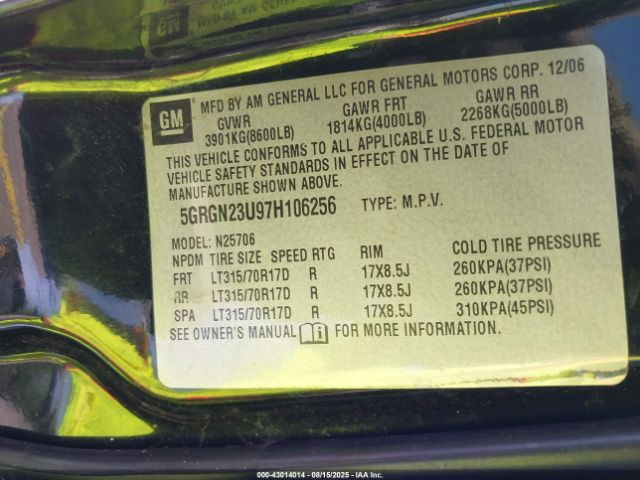 GM
MFD BY AM GENERAL LLC FOR GENERAL MOTORS CORP. 12/06
GVWR GAWR FRT GAWR RR
3901KG(8600LB) 1814KG(4000LB) 2268KG(5000LB)
THIS VEHICLE CONFORMS TO ALL APPLICABLE U.S. FEDERAL MOTOR
VEHICLE SAFETY STANDARDS IN EFFECT ON THE DATE OF
MANUFACTURE SHOWN ABOVE.
5GRGN23U97H106256 TYPE: M.P.V.
MODEL: N25706
NPDM TIRE SIZE SPEED RTG RIM COLD TIRE PRESSURE
FRT LT315/70R17D R 17X8.5J 260KPA(37PSI)
RR LT315/70R17D R 17X8.5J 260KPA(37PSI)
SPA LT315/70R17D R 17X8.5J 310KPA(45PSI)
SEE OWNER'S MANUAL FOR MORE INFORMATION.
000-43014014 - 08/15/2025 - IAA Inc.